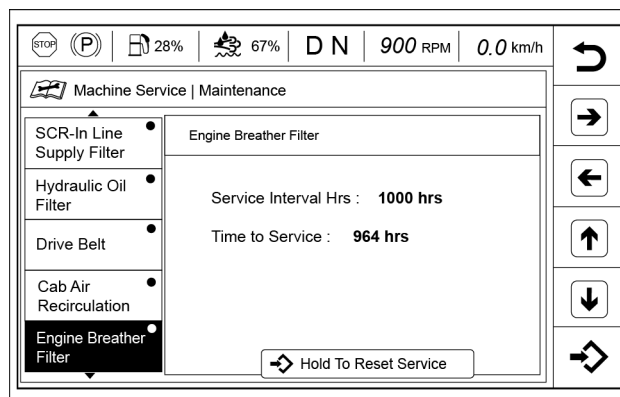 STOP P 28% 67% D N 900 RPM 0.0 km/h
Machine Service | Maintenance
SCR-In Line
Supply Filter
Hydraulic Oil
Filter
Drive Belt
Cab Air
Recirculation
Engine Breather
Filter
Engine Breather Filter
Service Interval Hrs : 1000 hrs
Time to Service : 964 hrs
Hold To Reset Service